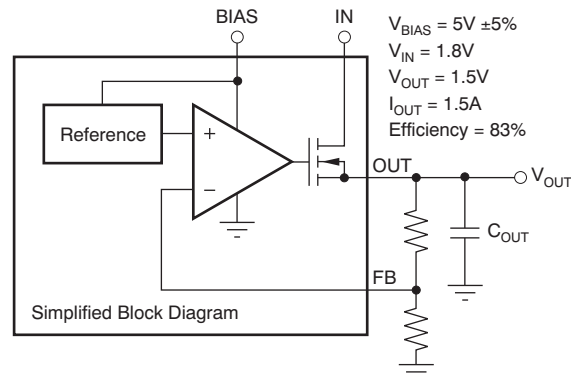 BIAS
IN
V_BIAS = 5V ±5%
V_IN = 1.8V
V_OUT = 1.5V
I_OUT = 1.5A
Efficiency = 83%
Reference
+
−
OUT
V_OUT
C_OUT
FB
Simplified Block Diagram